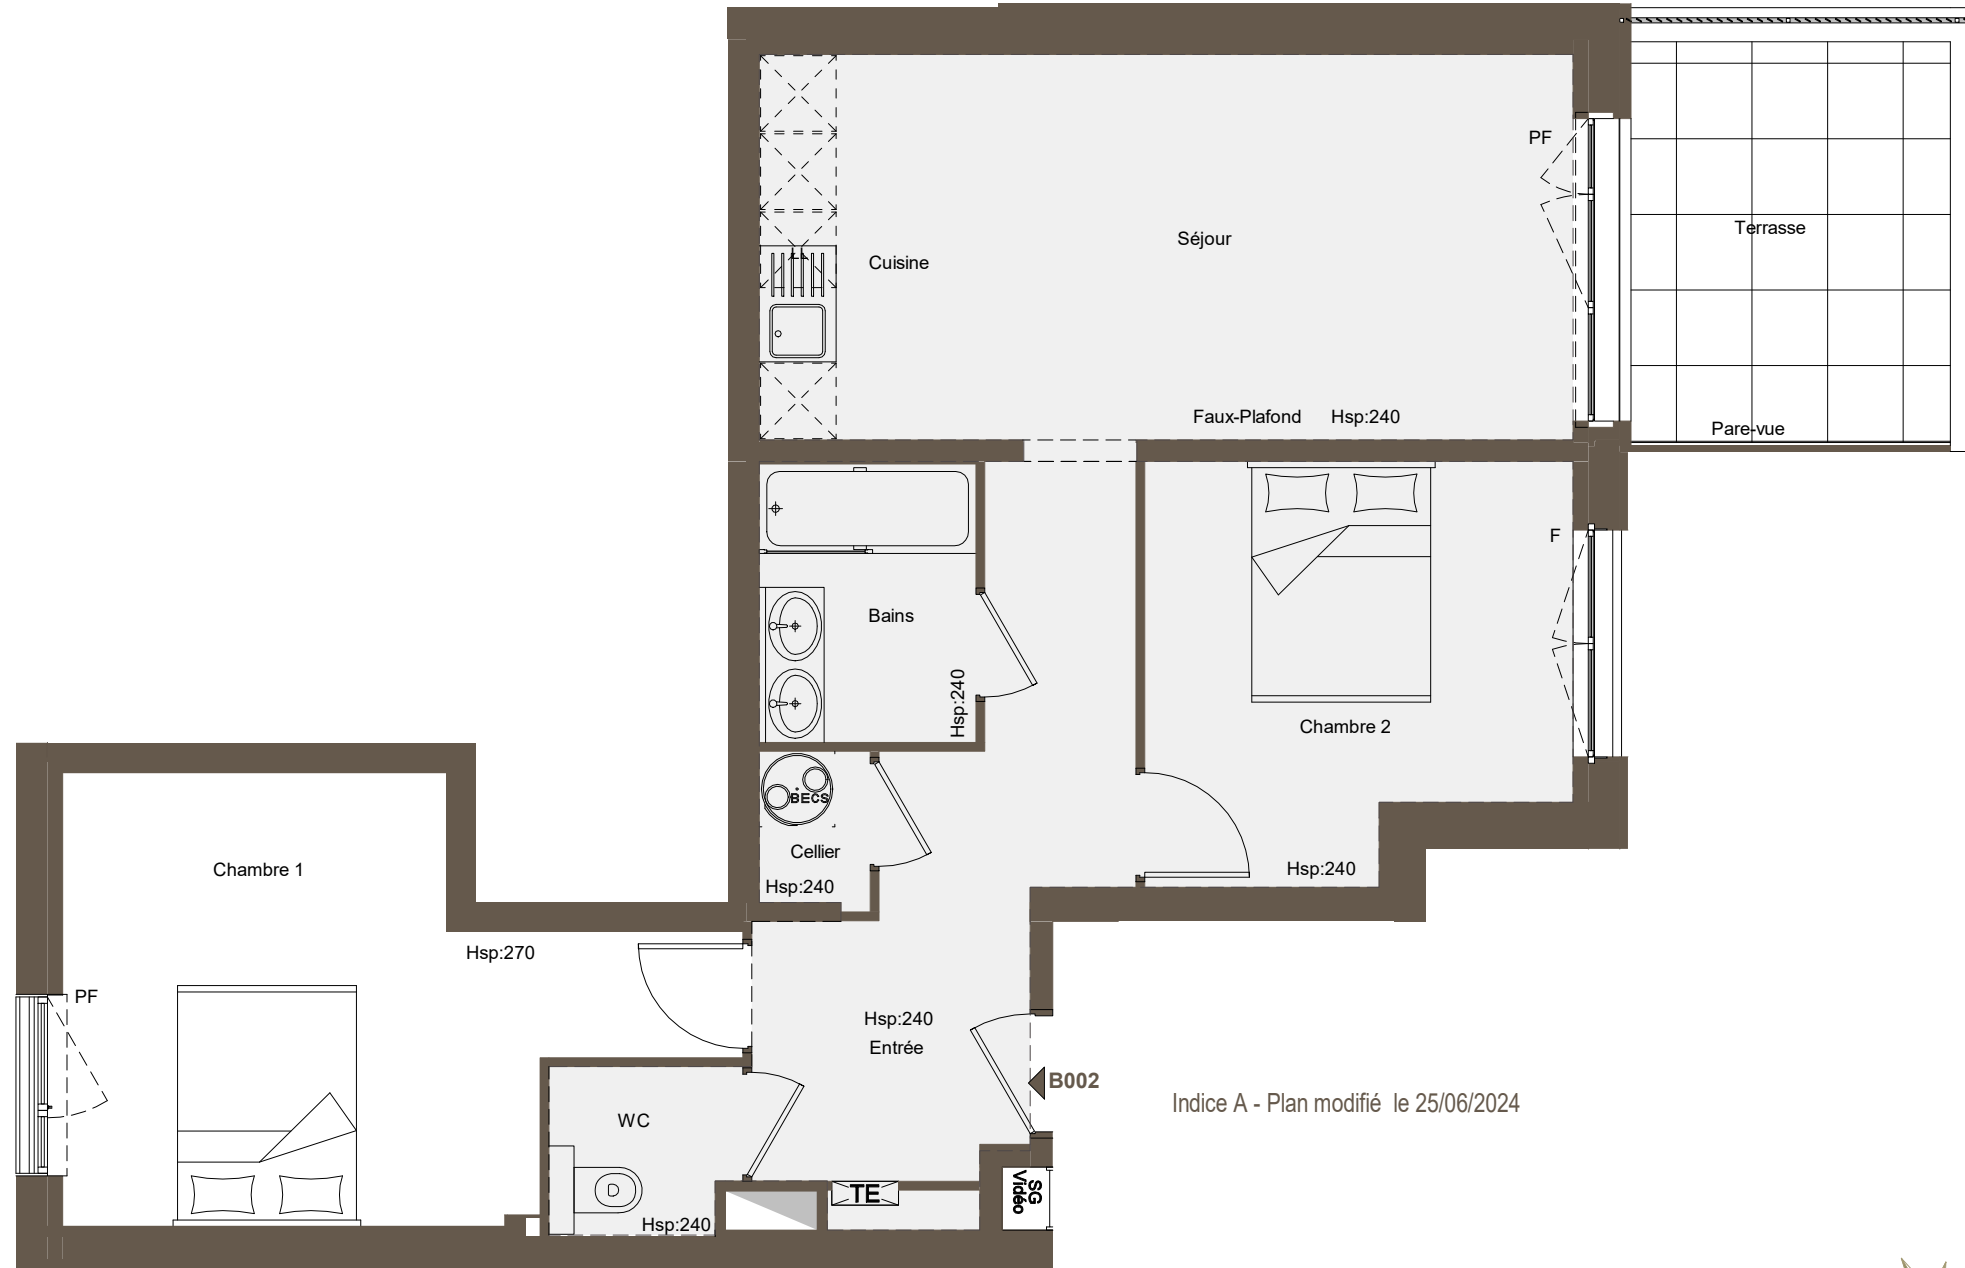 PF
Terrasse
Séjour
Cuisine
Faux-Plafond Hsp:240
Pare-vue
F
Bains
Hsp:240
Chambre 2
BECS
Cellier
Hsp:240
Hsp:240
Chambre 1
Hsp:270
PF
Hsp:240
Entrée
B002
Indice A - Plan modifié le 25/06/2024
WC
TE
SG
Vidéo
Hsp:240